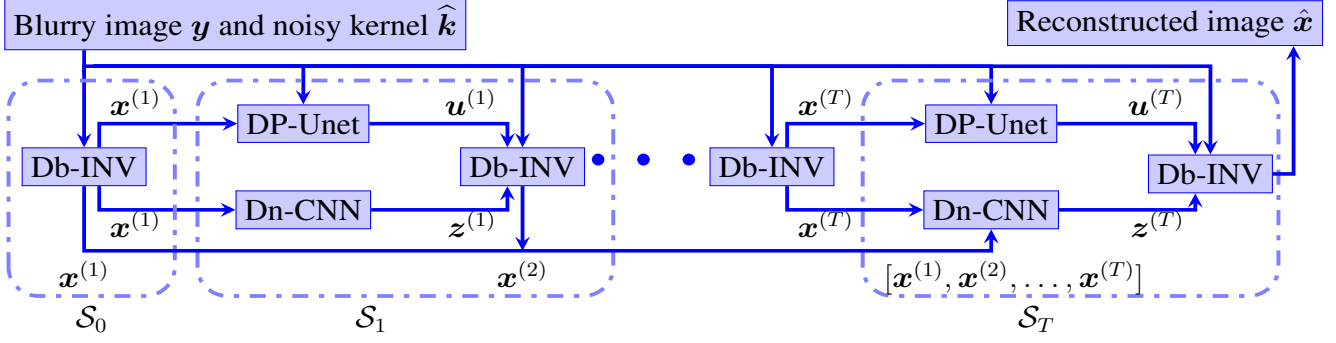 Blurry image y and noisy kernel k̂
Reconstructed image x̂
x^(1)
DP-Unet
u^(1)
x^(T)
DP-Unet
u^(T)
Db-INV
Db-INV
• • •
Db-INV
Db-INV
x^(1)
Dn-CNN
z^(1)
x^(T)
Dn-CNN
z^(T)
x^(1)
x^(2)
[x^(1), x^(2), . . . , x^(T)]
S_0
S_1
S_T